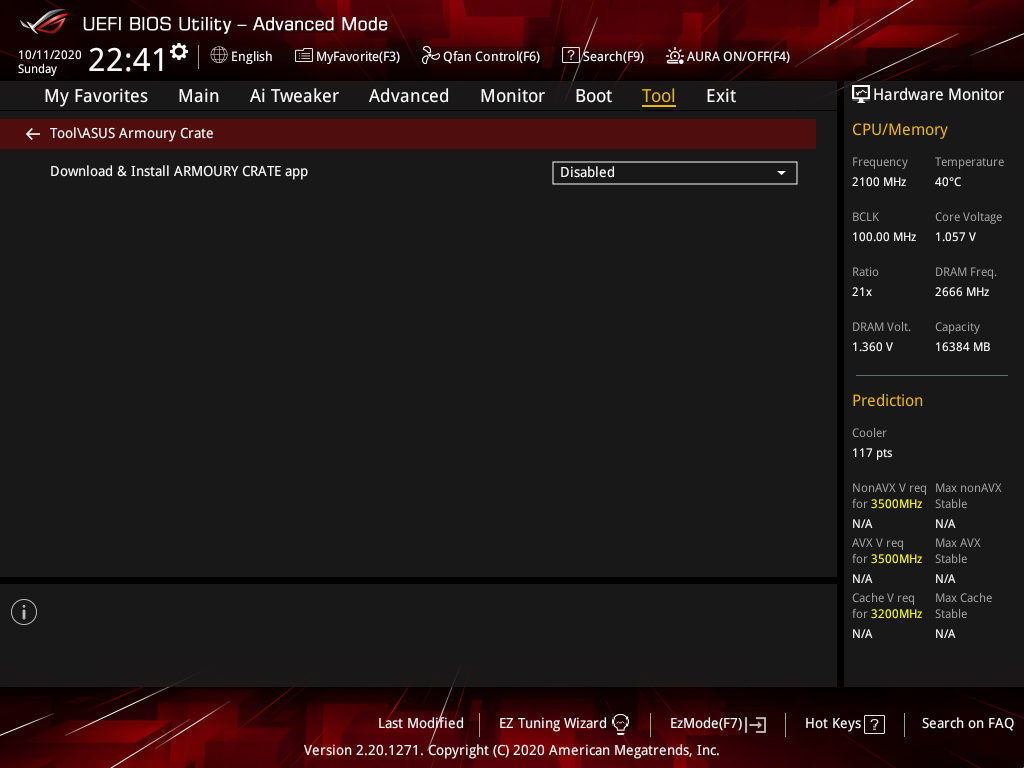 UEFI BIOS Utility – Advanced Mode
10/11/2020
Sunday
22:41
English
MyFavorite(F3)
Qfan Control(F6)
? Search(F9)
AURA ON/OFF(F4)
My Favorites Main Ai Tweaker Advanced Monitor Boot Tool Exit
Tool\ASUS Armoury Crate
Download & Install ARMOURY CRATE app Disabled
Hardware Monitor
CPU/Memory
Frequency Temperature
2100 MHz 40°C
BCLK Core Voltage
100.00 MHz 1.057 V
Ratio DRAM Freq.
21x 2666 MHz
DRAM Volt. Capacity
1.360 V 16384 MB
Prediction
Cooler
117 pts
NonAVX V req Max nonAVX
for 3500MHz Stable
N/A N/A
AVX V req Max AVX
for 3500MHz Stable
N/A N/A
Cache V req Max Cache
for 3200MHz Stable
N/A N/A
i
Last Modified EZ Tuning Wizard EzMode(F7) Hot Keys ? Search on FAQ
Version 2.20.1271. Copyright (C) 2020 American Megatrends, Inc.